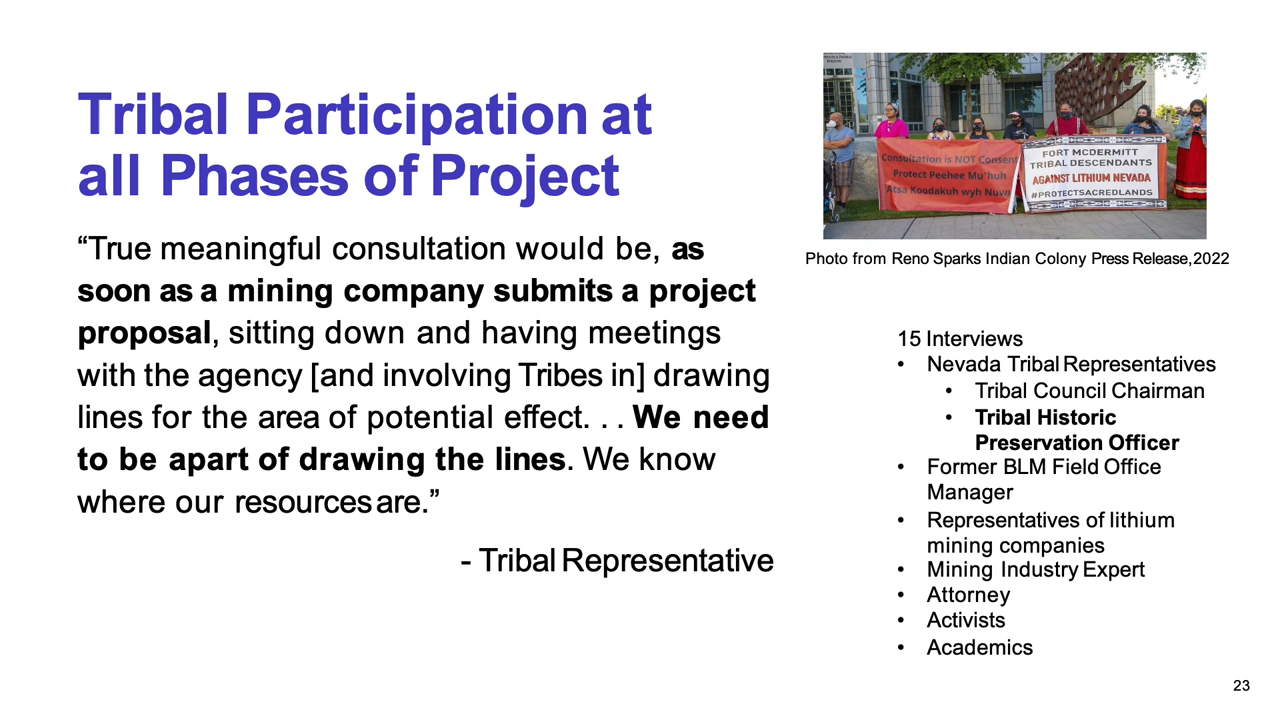 Tribal Participation at
all Phases of Project
“True meaningful consultation would be, as
soon as a mining company submits a project
proposal, sitting down and having meetings
with the agency [and involving Tribes in] drawing
lines for the area of potential effect. . . We need
to be apart of drawing the lines. We know
where our resources are.”
- Tribal Representative
Consultation is NOT Consent
Protect Peehee Mu'huh
Atsa Koodakuh wyh Nuwu
FORT MCDERMITT
TRIBAL DESCENDANTS
AGAINST LITHIUM NEVADA
#PROTECTSACREDLANDS
Photo from Reno Sparks Indian Colony Press Release, 2022
15 Interviews
• Nevada Tribal Representatives
• Tribal Council Chairman
• Tribal Historic
Preservation Officer
• Former BLM Field Office
Manager
• Representatives of lithium
mining companies
• Mining Industry Expert
• Attorney
• Activists
• Academics
23